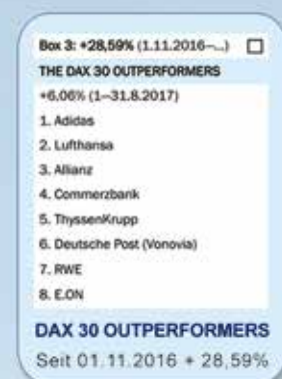 Box 3: +28,59% (1.11.2016–...)
THE DAX 30 OUTPERFORMERS
+6,06% (1–31.8.2017)
1. Adidas
2. Lufthansa
3. Allianz
4. Commerzbank
5. ThyssenKrupp
6. Deutsche Post (Vonovia)
7. RWE
8. E.ON
DAX 30 OUTPERFORMERS
Seit 01.11.2016 + 28,59%